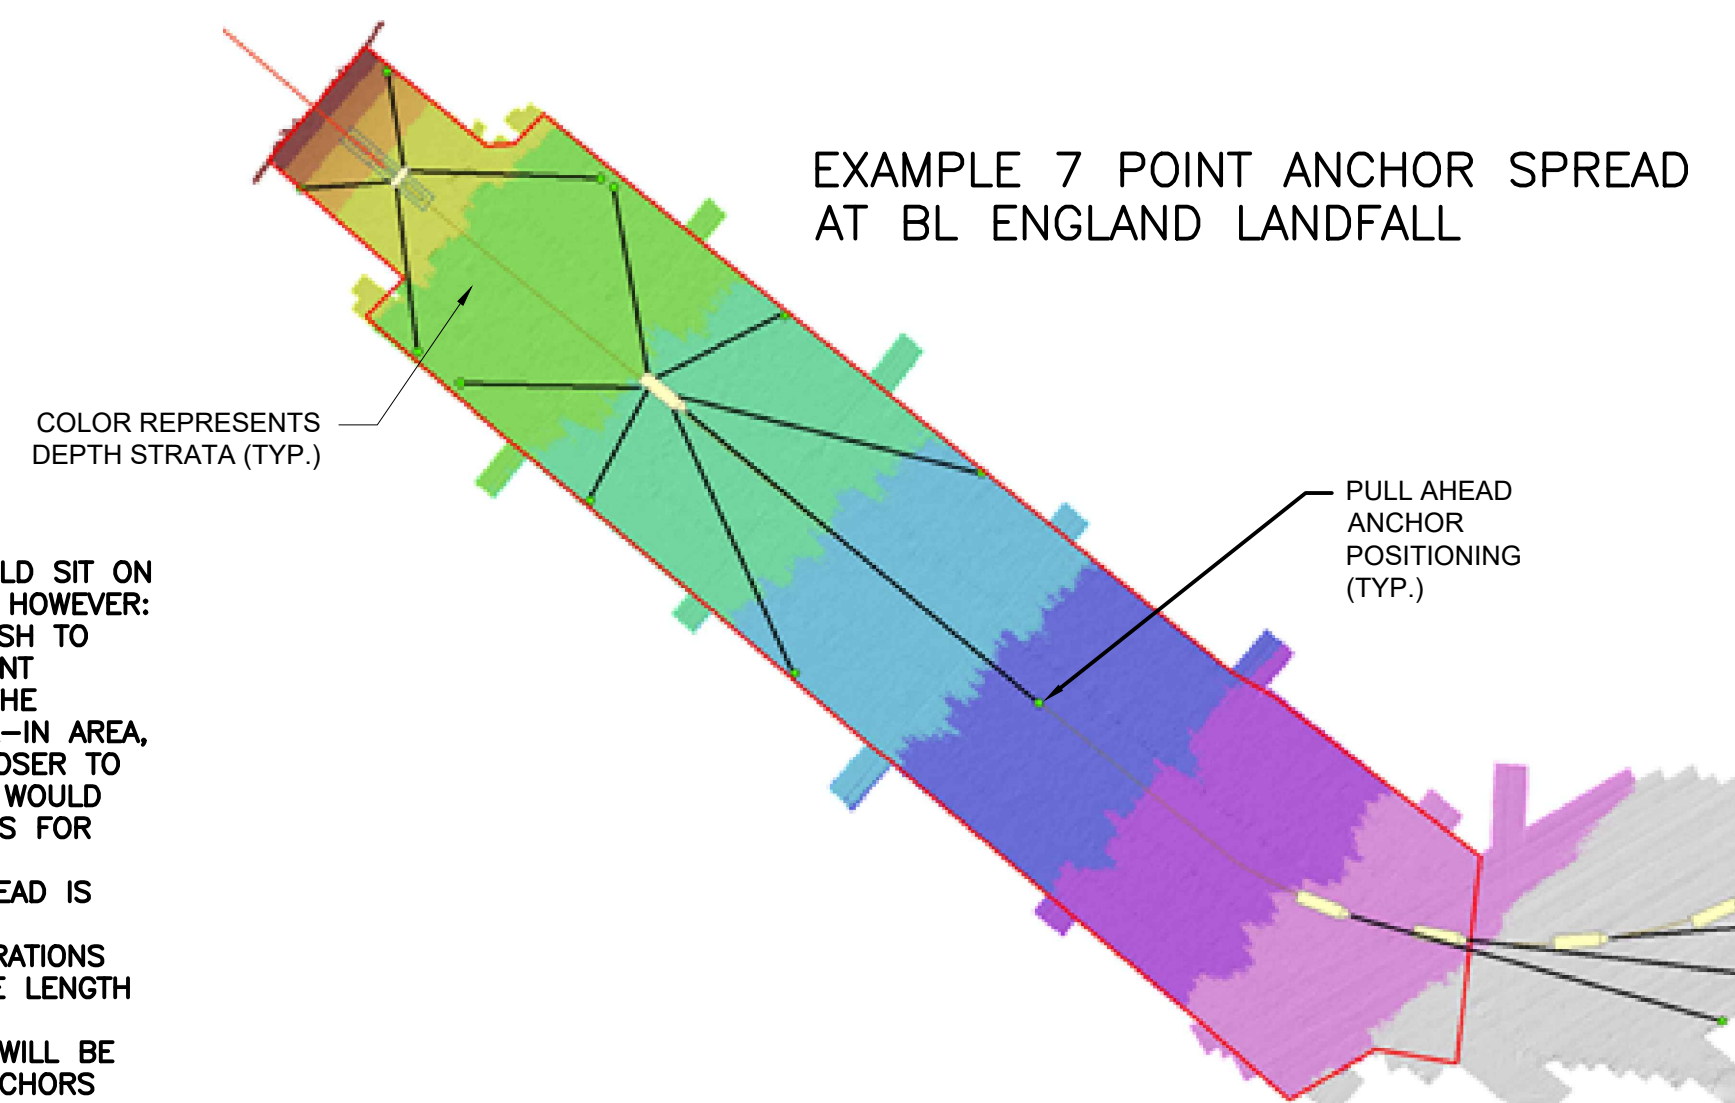 EXAMPLE 7 POINT ANCHOR SPREAD
AT BL ENGLAND LANDFALL
COLOR REPRESENTS
DEPTH STRATA (TYP.)
PULL AHEAD
ANCHOR
POSITIONING
(TYP.)
LD SIT ON
HOWEVER:
SH TO
NT
HE
-IN AREA,
OSER TO
WOULD
S FOR
EAD IS
RATIONS
E LENGTH
WILL BE
CHORS